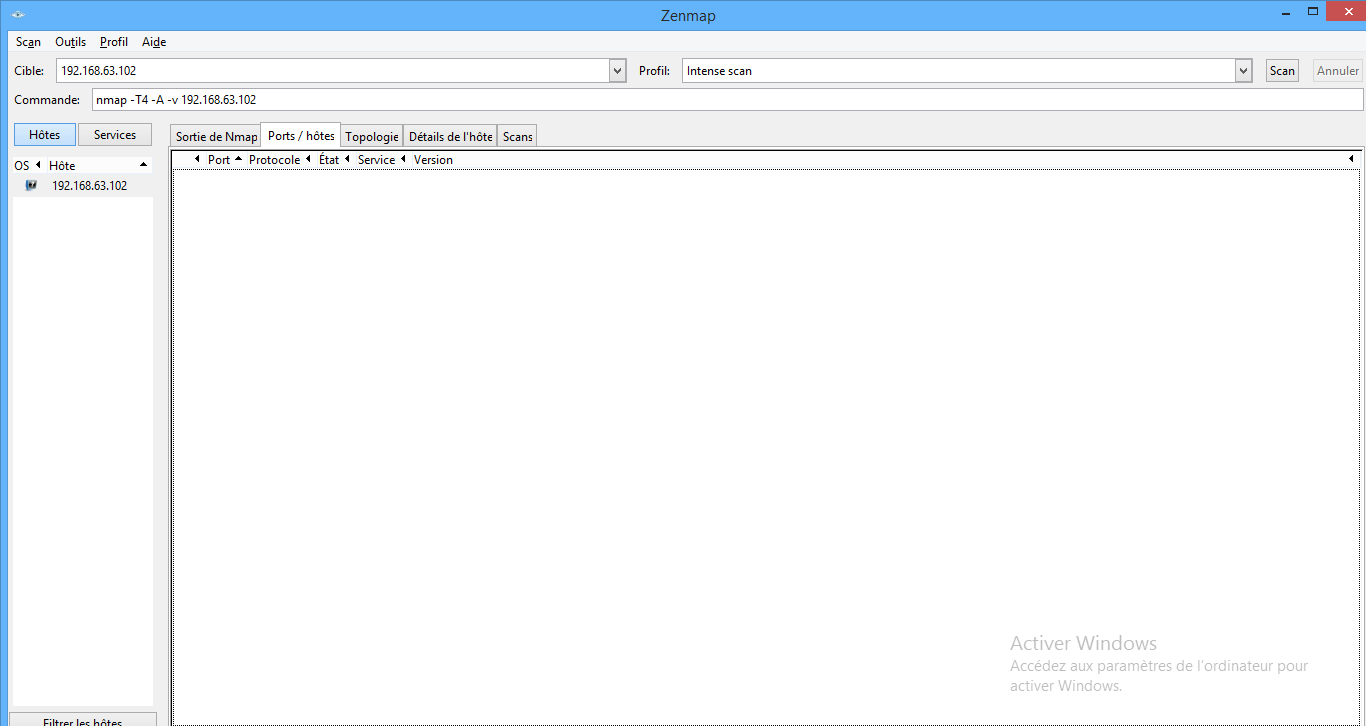 Zenmap
Scan Outils Profil Aide
Cible: 192.168.63.102 Profil: Intense scan Scan Annuler
Commande: nmap -T4 -A -v 192.168.63.102
Hôtes Services Sortie de Nmap Ports / hôtes Topologie Détails de l'hôte Scans
OS Hôte Port Protocole État Service Version
192.168.63.102
Activer Windows
Accédez aux paramètres de l'ordinateur pour
activer Windows.
Filtrer les hôtes